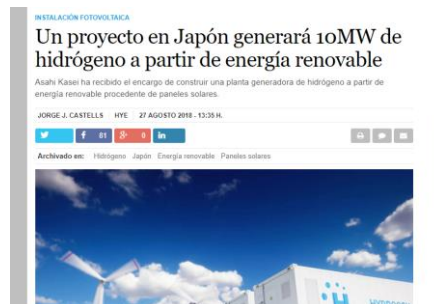 INSTALACIÓN FOTOVOLTAICA
Un proyecto en Japón generará 10MW de
hidrógeno a partir de energía renovable
Asahi Kasei ha recibido el encargo de construir una planta generadora de hidrógeno a partir de
energía renovable procedente de paneles solares.
JORGE J. CASTELLS HYE 27 AGOSTO 2018 - 13:35 H.
81 0
Archivado en: Hidrógeno Japón Energía renovable Paneles solares
H HYDROGEN